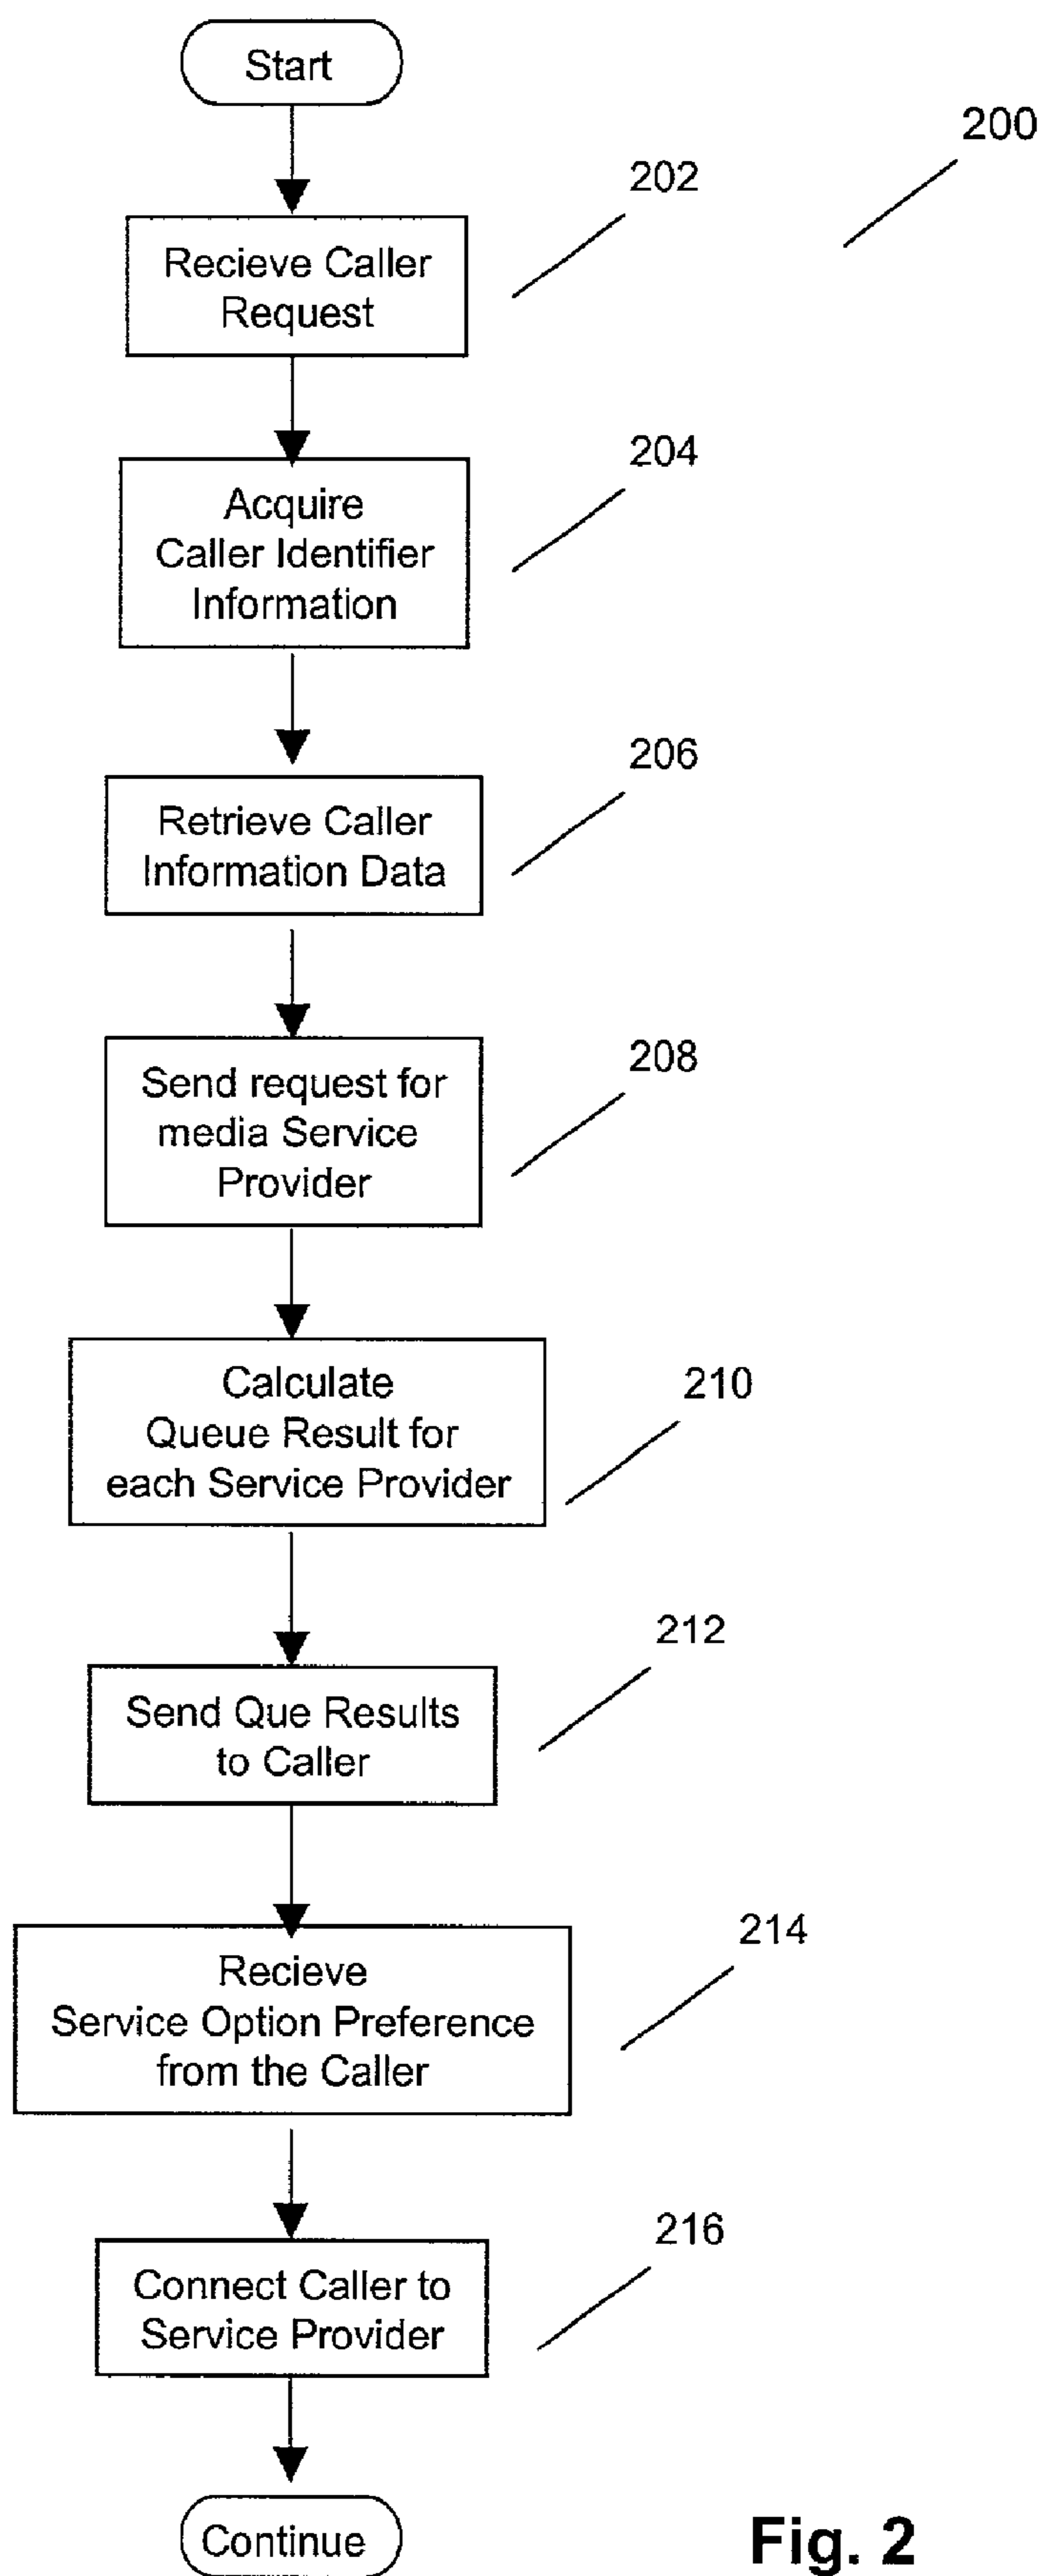 Start
200
202
Recieve Caller
Request
204
Acquire
Caller Identifier
Information
206
Retrieve Caller
Information Data
208
Send request for
media Service
Provider
210
Calculate
Queue Result for
each Service Provider
212
Send Que Results
to Caller
214
Recieve
Service Option Preference
from the Caller
216
Connect Caller to
Service Provider
Continue
Fig. 2